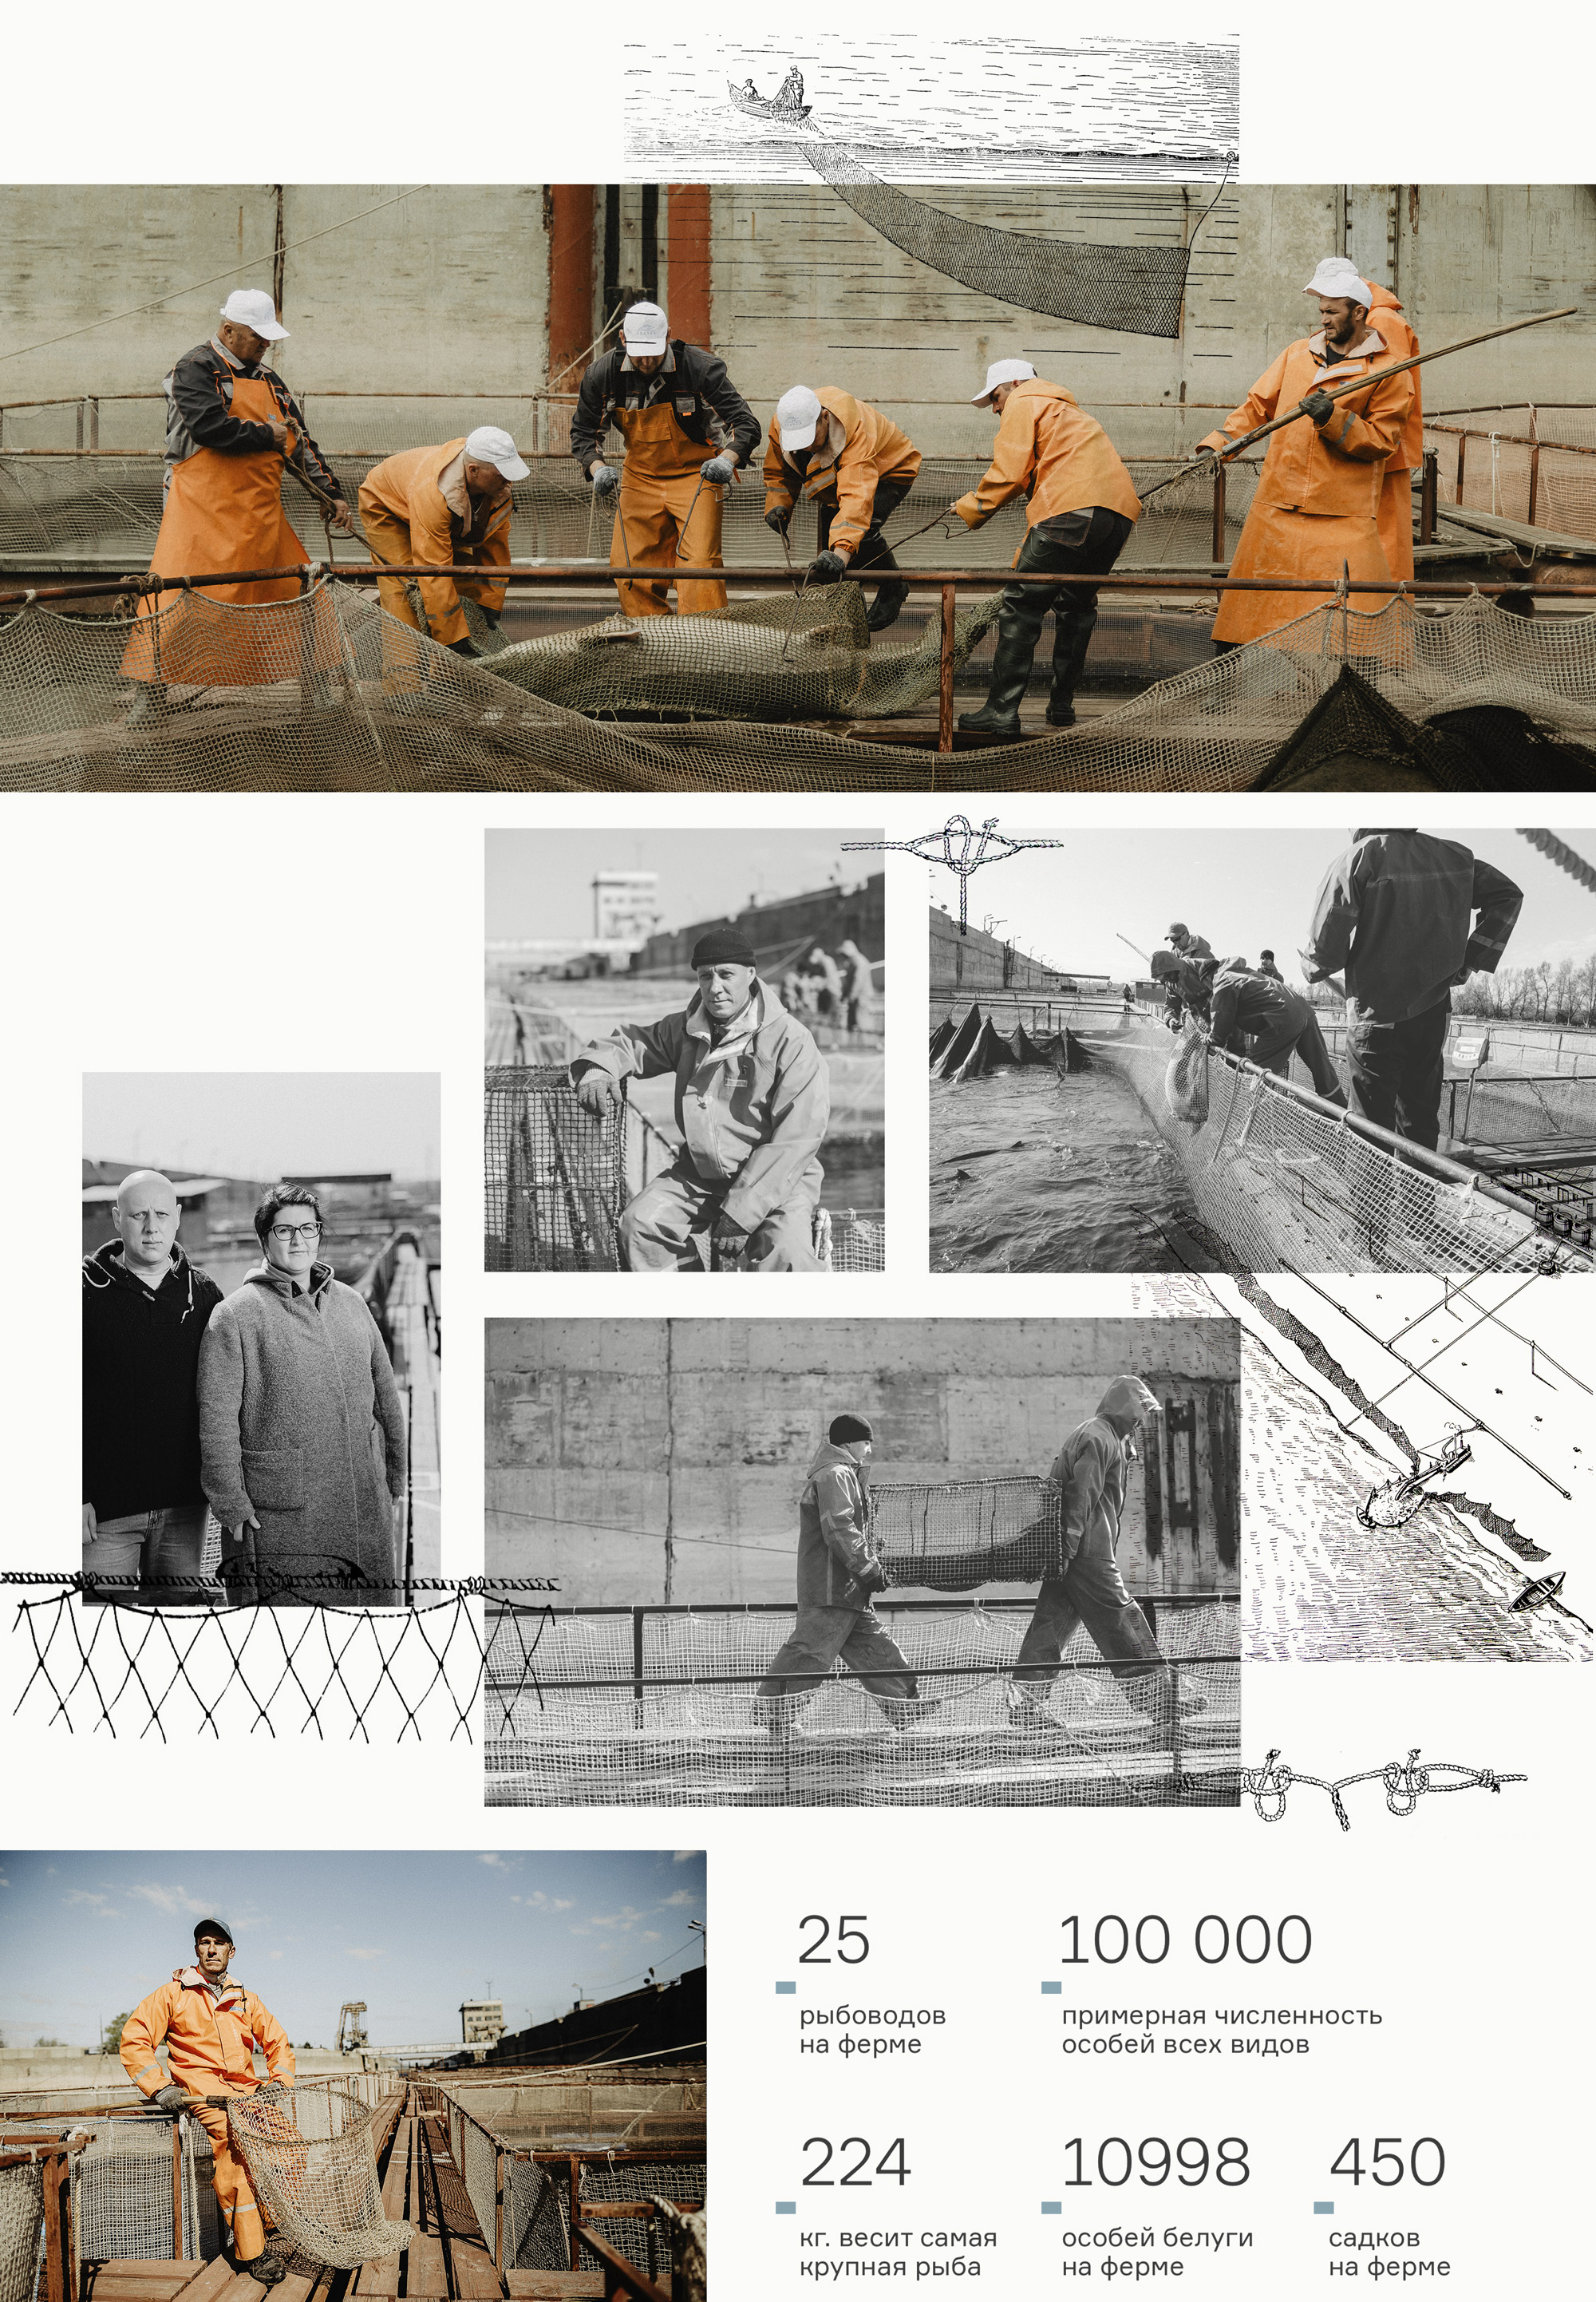 25
рыбоводов
на ферме
100 000
примерная численность
особей всех видов
224
кг. весит самая
крупная рыба
10998
особей белуги
на ферме
450
садков
на ферме